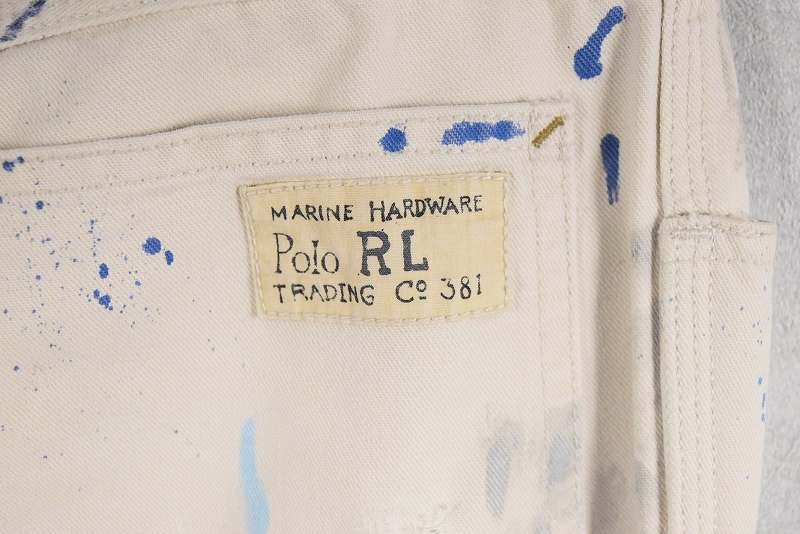 MARINE HARDWARE
Polo RL
TRADING Cº 381